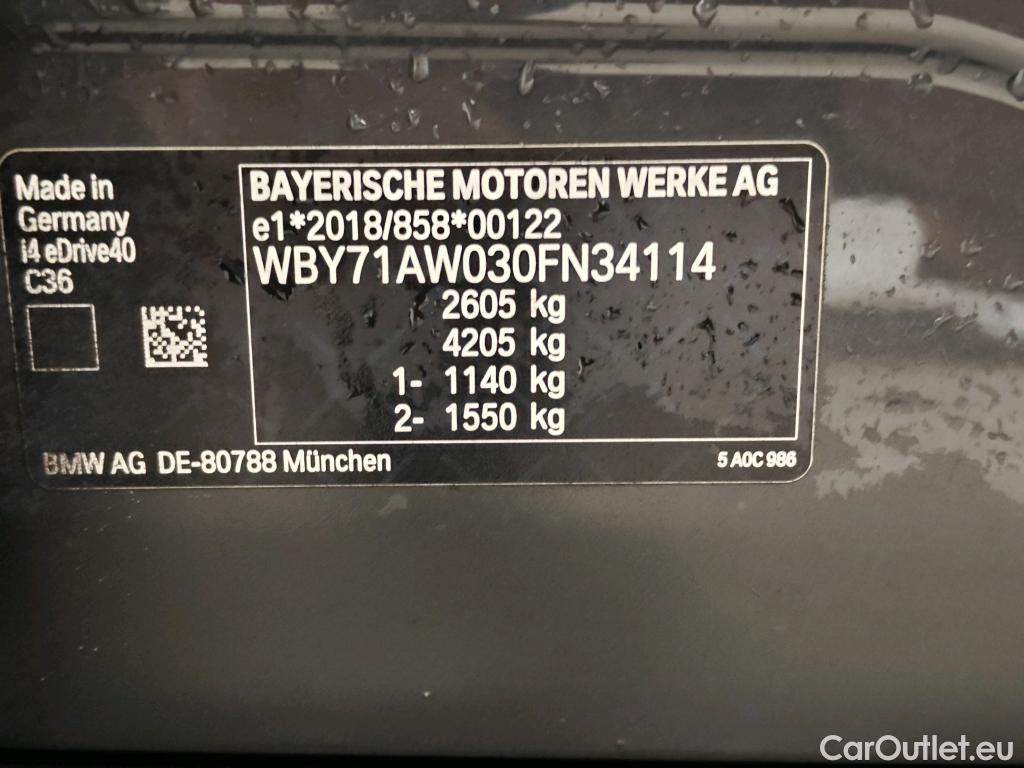 Made in
Germany
i4 eDrive40
C36
BAYERISCHE MOTOREN WERKE AG
e1*2018/858*00122
WBY71AW030FN34114
2605 kg
4205 kg
1- 1140 kg
2- 1550 kg
BMW AG DE-80788 München
5 A0C 986
CarOutlet.eu